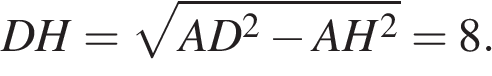 DH = √(AD² − AH²) = 8.